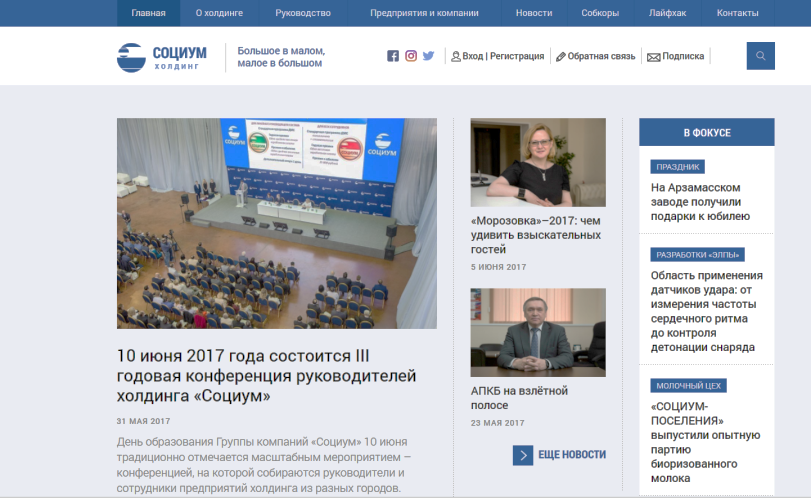 Главная О холдинге Руководство Предприятия и компании Новости Собкоры Лайфхак Контакты
СОЦИУМ
ХОЛДИНГ
Большое в малом,
малое в большом
Вход | Регистрация Обратная связь Подписка
СОЦИУМ
СОЦИУМ
10 июня 2017 года состоится III
годовая конференция руководителей
холдинга «Социум»
31 МАЯ 2017
День образования Группы компаний «Социум» 10 июня
традиционно отмечается масштабным мероприятием –
конференцией, на которой собираются руководители и
сотрудники предприятий холдинга из разных городов.
«Морозовка»–2017: чем
удивить взыскательных
гостей
5 ИЮНЯ 2017
АПКБ на взлётной
полосе
23 МАЯ 2017
ЕЩЕ НОВОСТИ
В ФОКУСЕ
ПРАЗДНИК
На Арзамасском
заводе получили
подарки к юбилею
РАЗРАБОТКИ «ЭЛПЫ»
Область применения
датчиков удара: от
измерения частоты
сердечного ритма
до контроля
детонации снаряда
МОЛОЧНЫЙ ЦЕХ
«СОЦИУМ-
ПОСЕЛЕНИЯ»
выпустили опытную
партию
биоризованного
молока